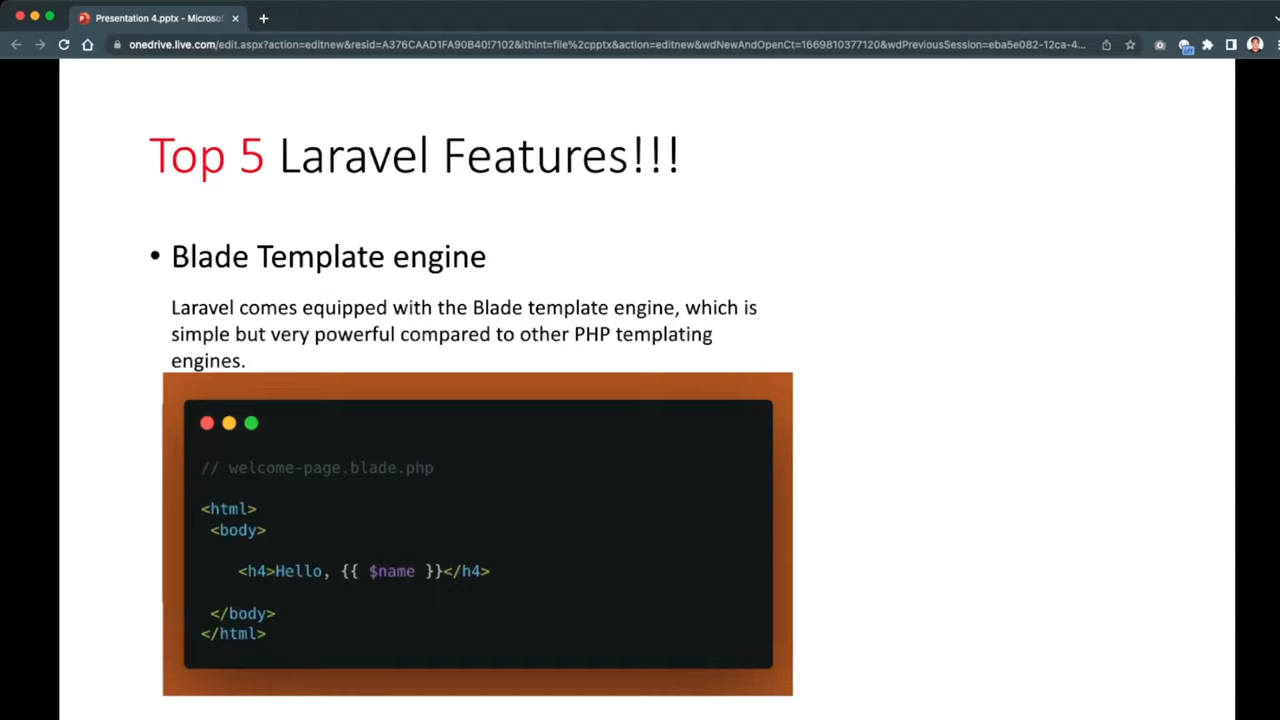 Presentation 4.pptx - Microsof
onedrive.live.com/edit.aspx?action=editnew&resid=A376CAAD1FA90B40!7102&ithint=file%2cpptx&action=editnew&wdNewAndOpenCt=1669810377120&wdPreviousSession=eba5e082-12ca-4...
Top 5 Laravel Features!!!
• Blade Template engine
Laravel comes equipped with the Blade template engine, which is
simple but very powerful compared to other PHP templating
engines.
// welcome-page.blade.php
<html>
<body>
<h4>Hello, {{ $name }}</h4>
</body>
</html>